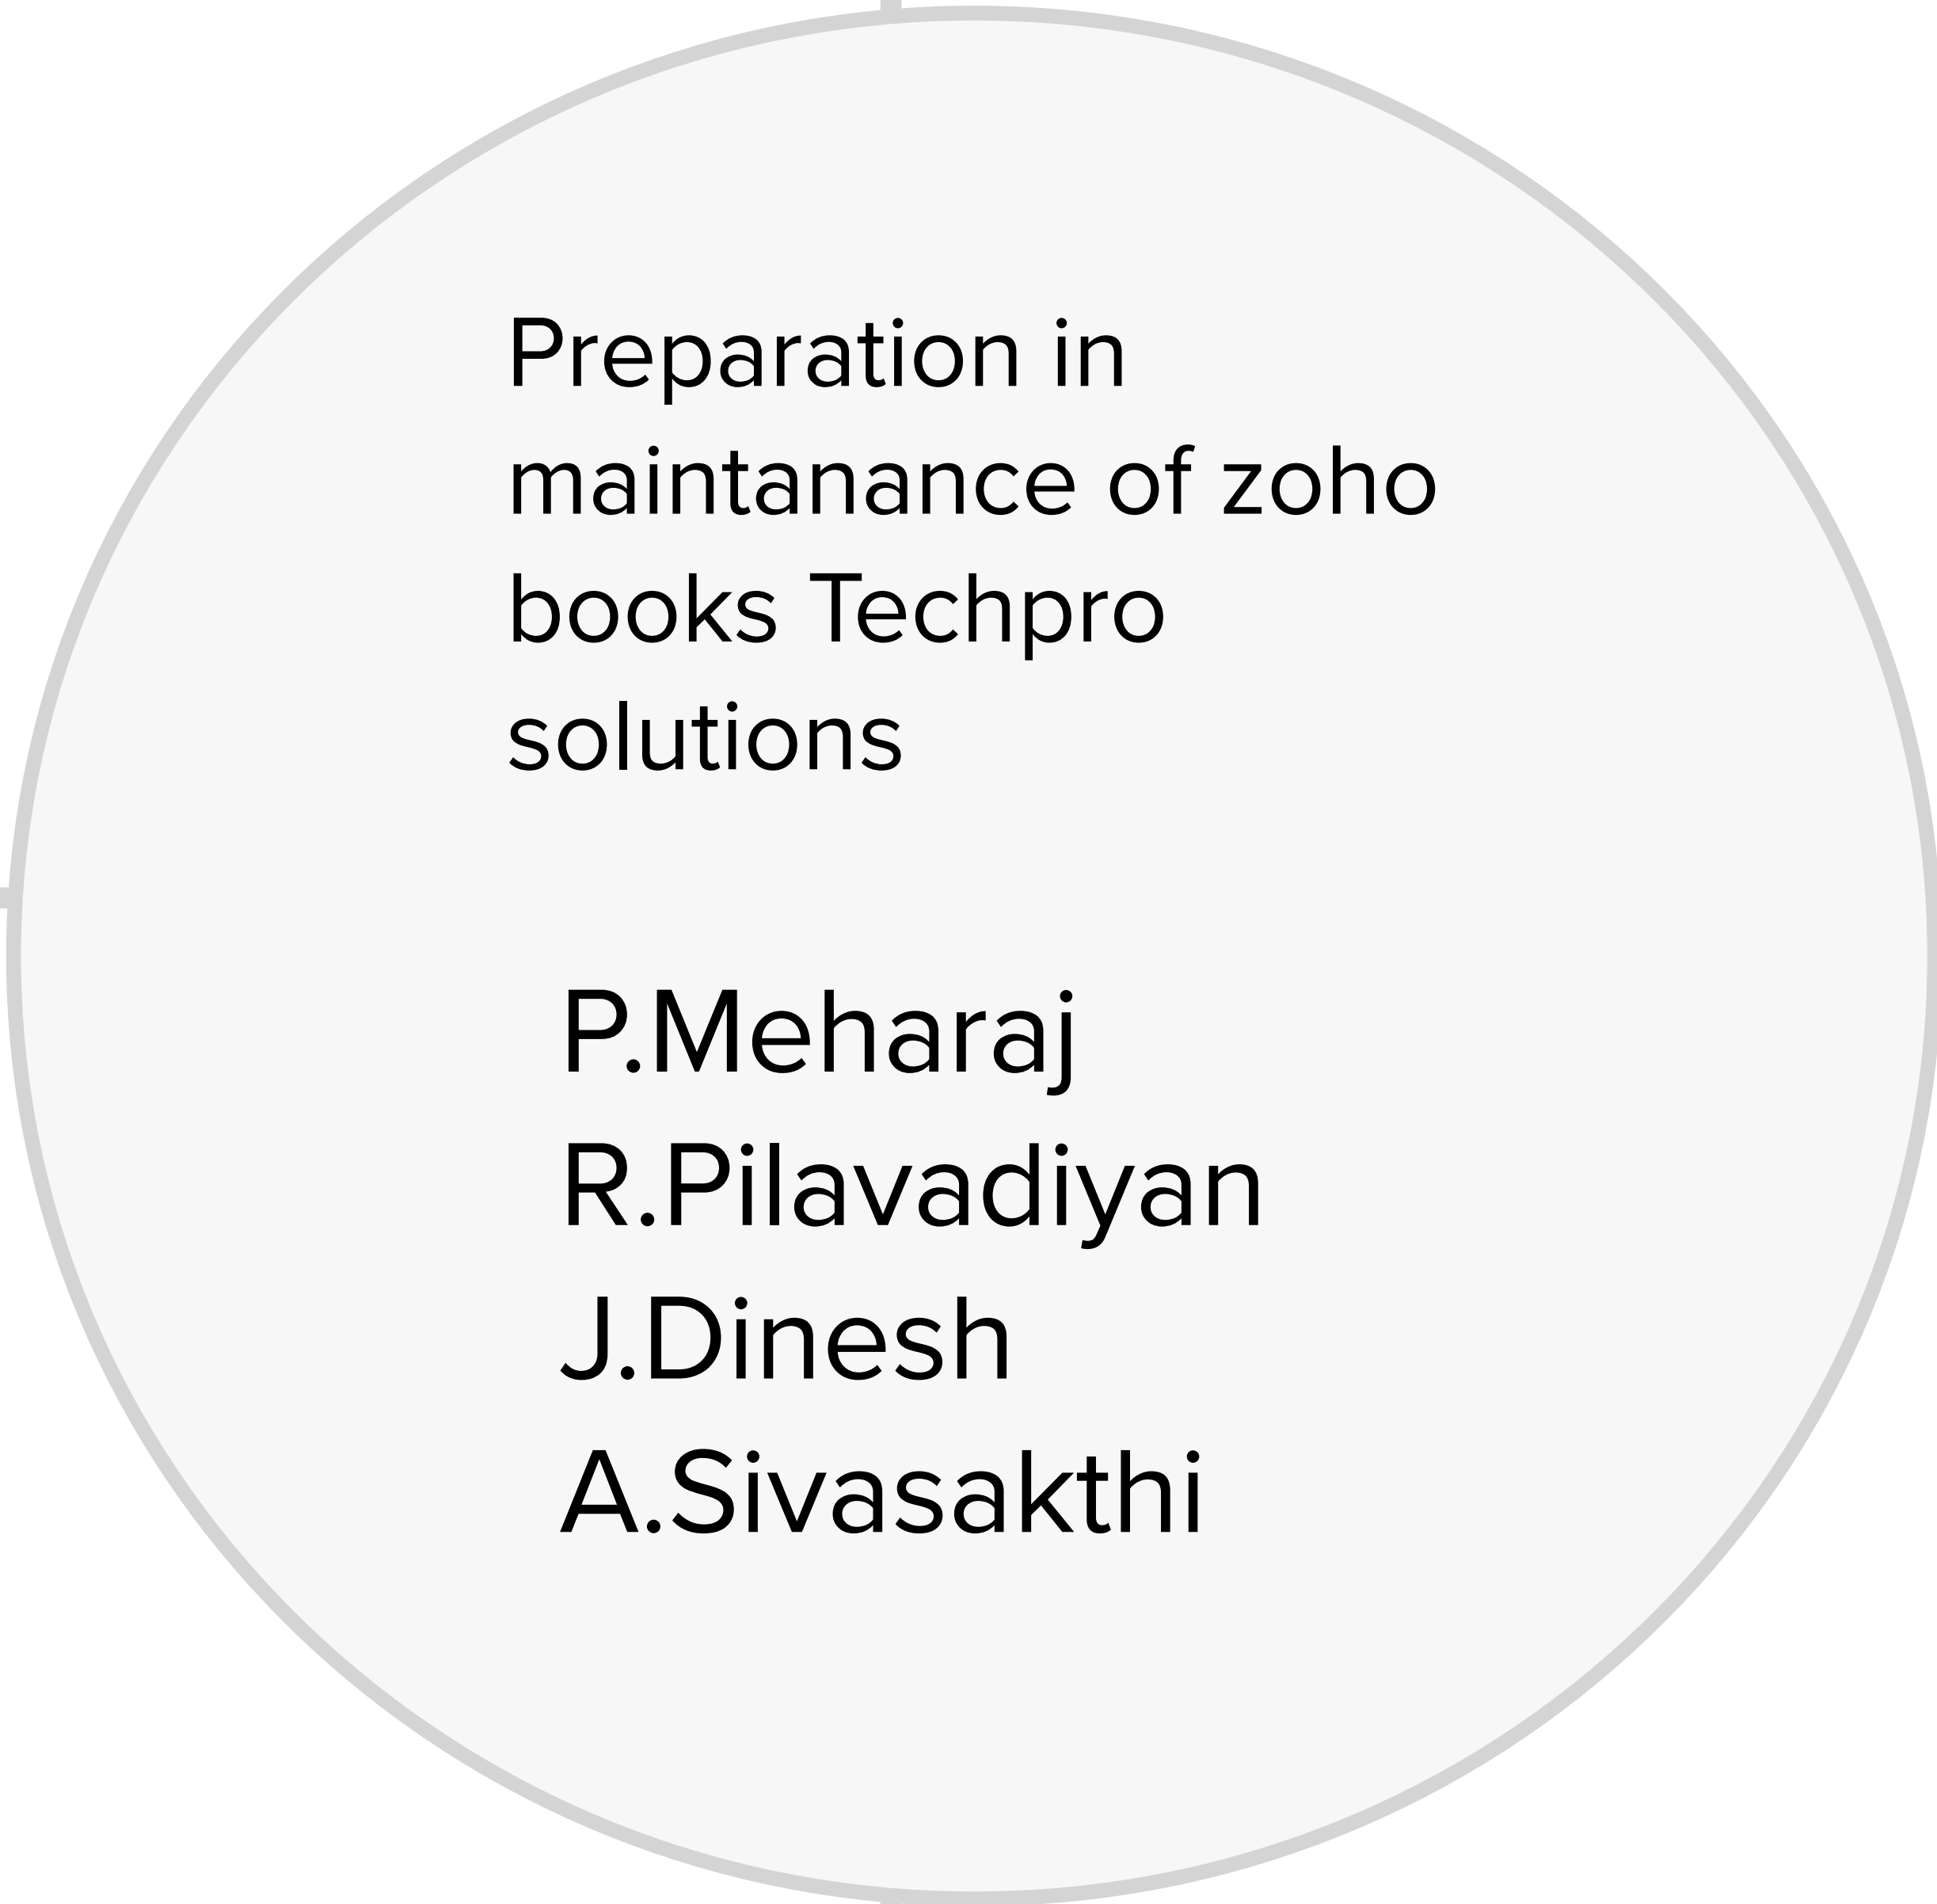 Preparation in
maintanance of zoho
books Techpro
solutions
P.Meharaj
R.Pilavadiyan
J.Dinesh
A.Sivasakthi